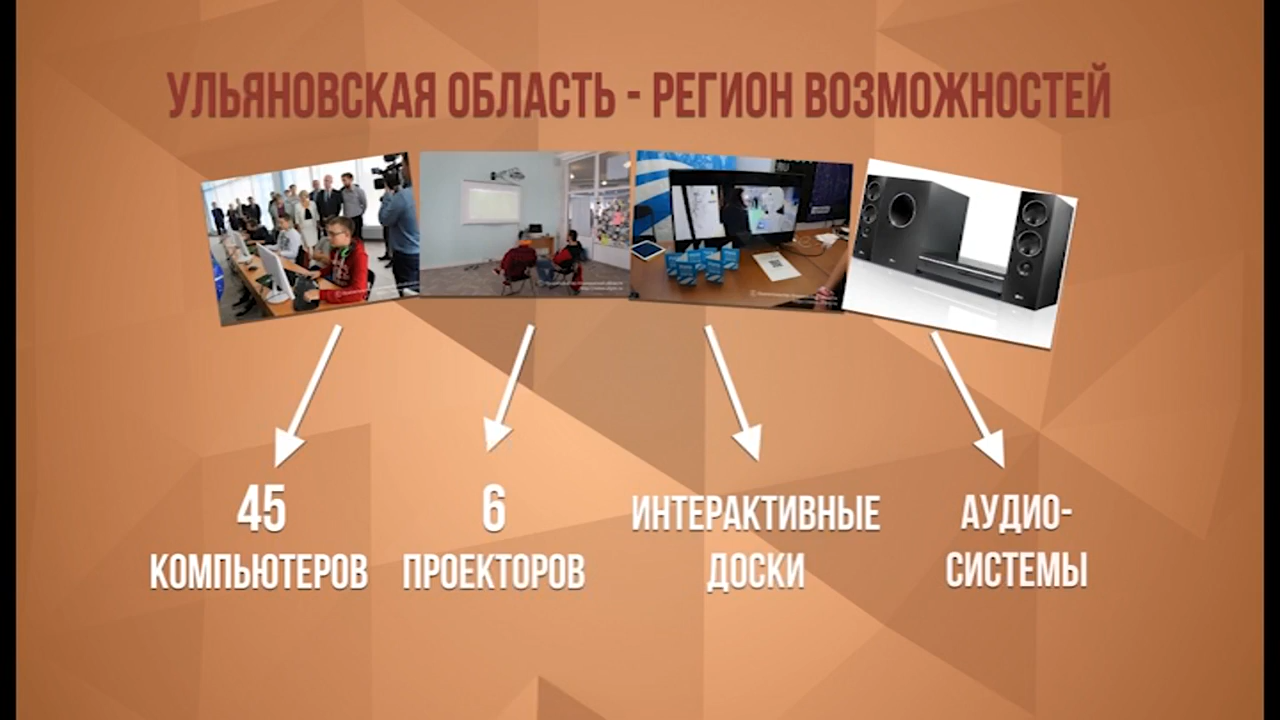 УЛЬЯНОВСКАЯ ОБЛАСТЬ - РЕГИОН ВОЗМОЖНОСТЕЙ
45
КОМПЬЮТЕРОВ
6
ПРОЕКТОРОВ
ИНТЕРАКТИВНЫЕ
ДОСКИ
АУДИО-
СИСТЕМЫ